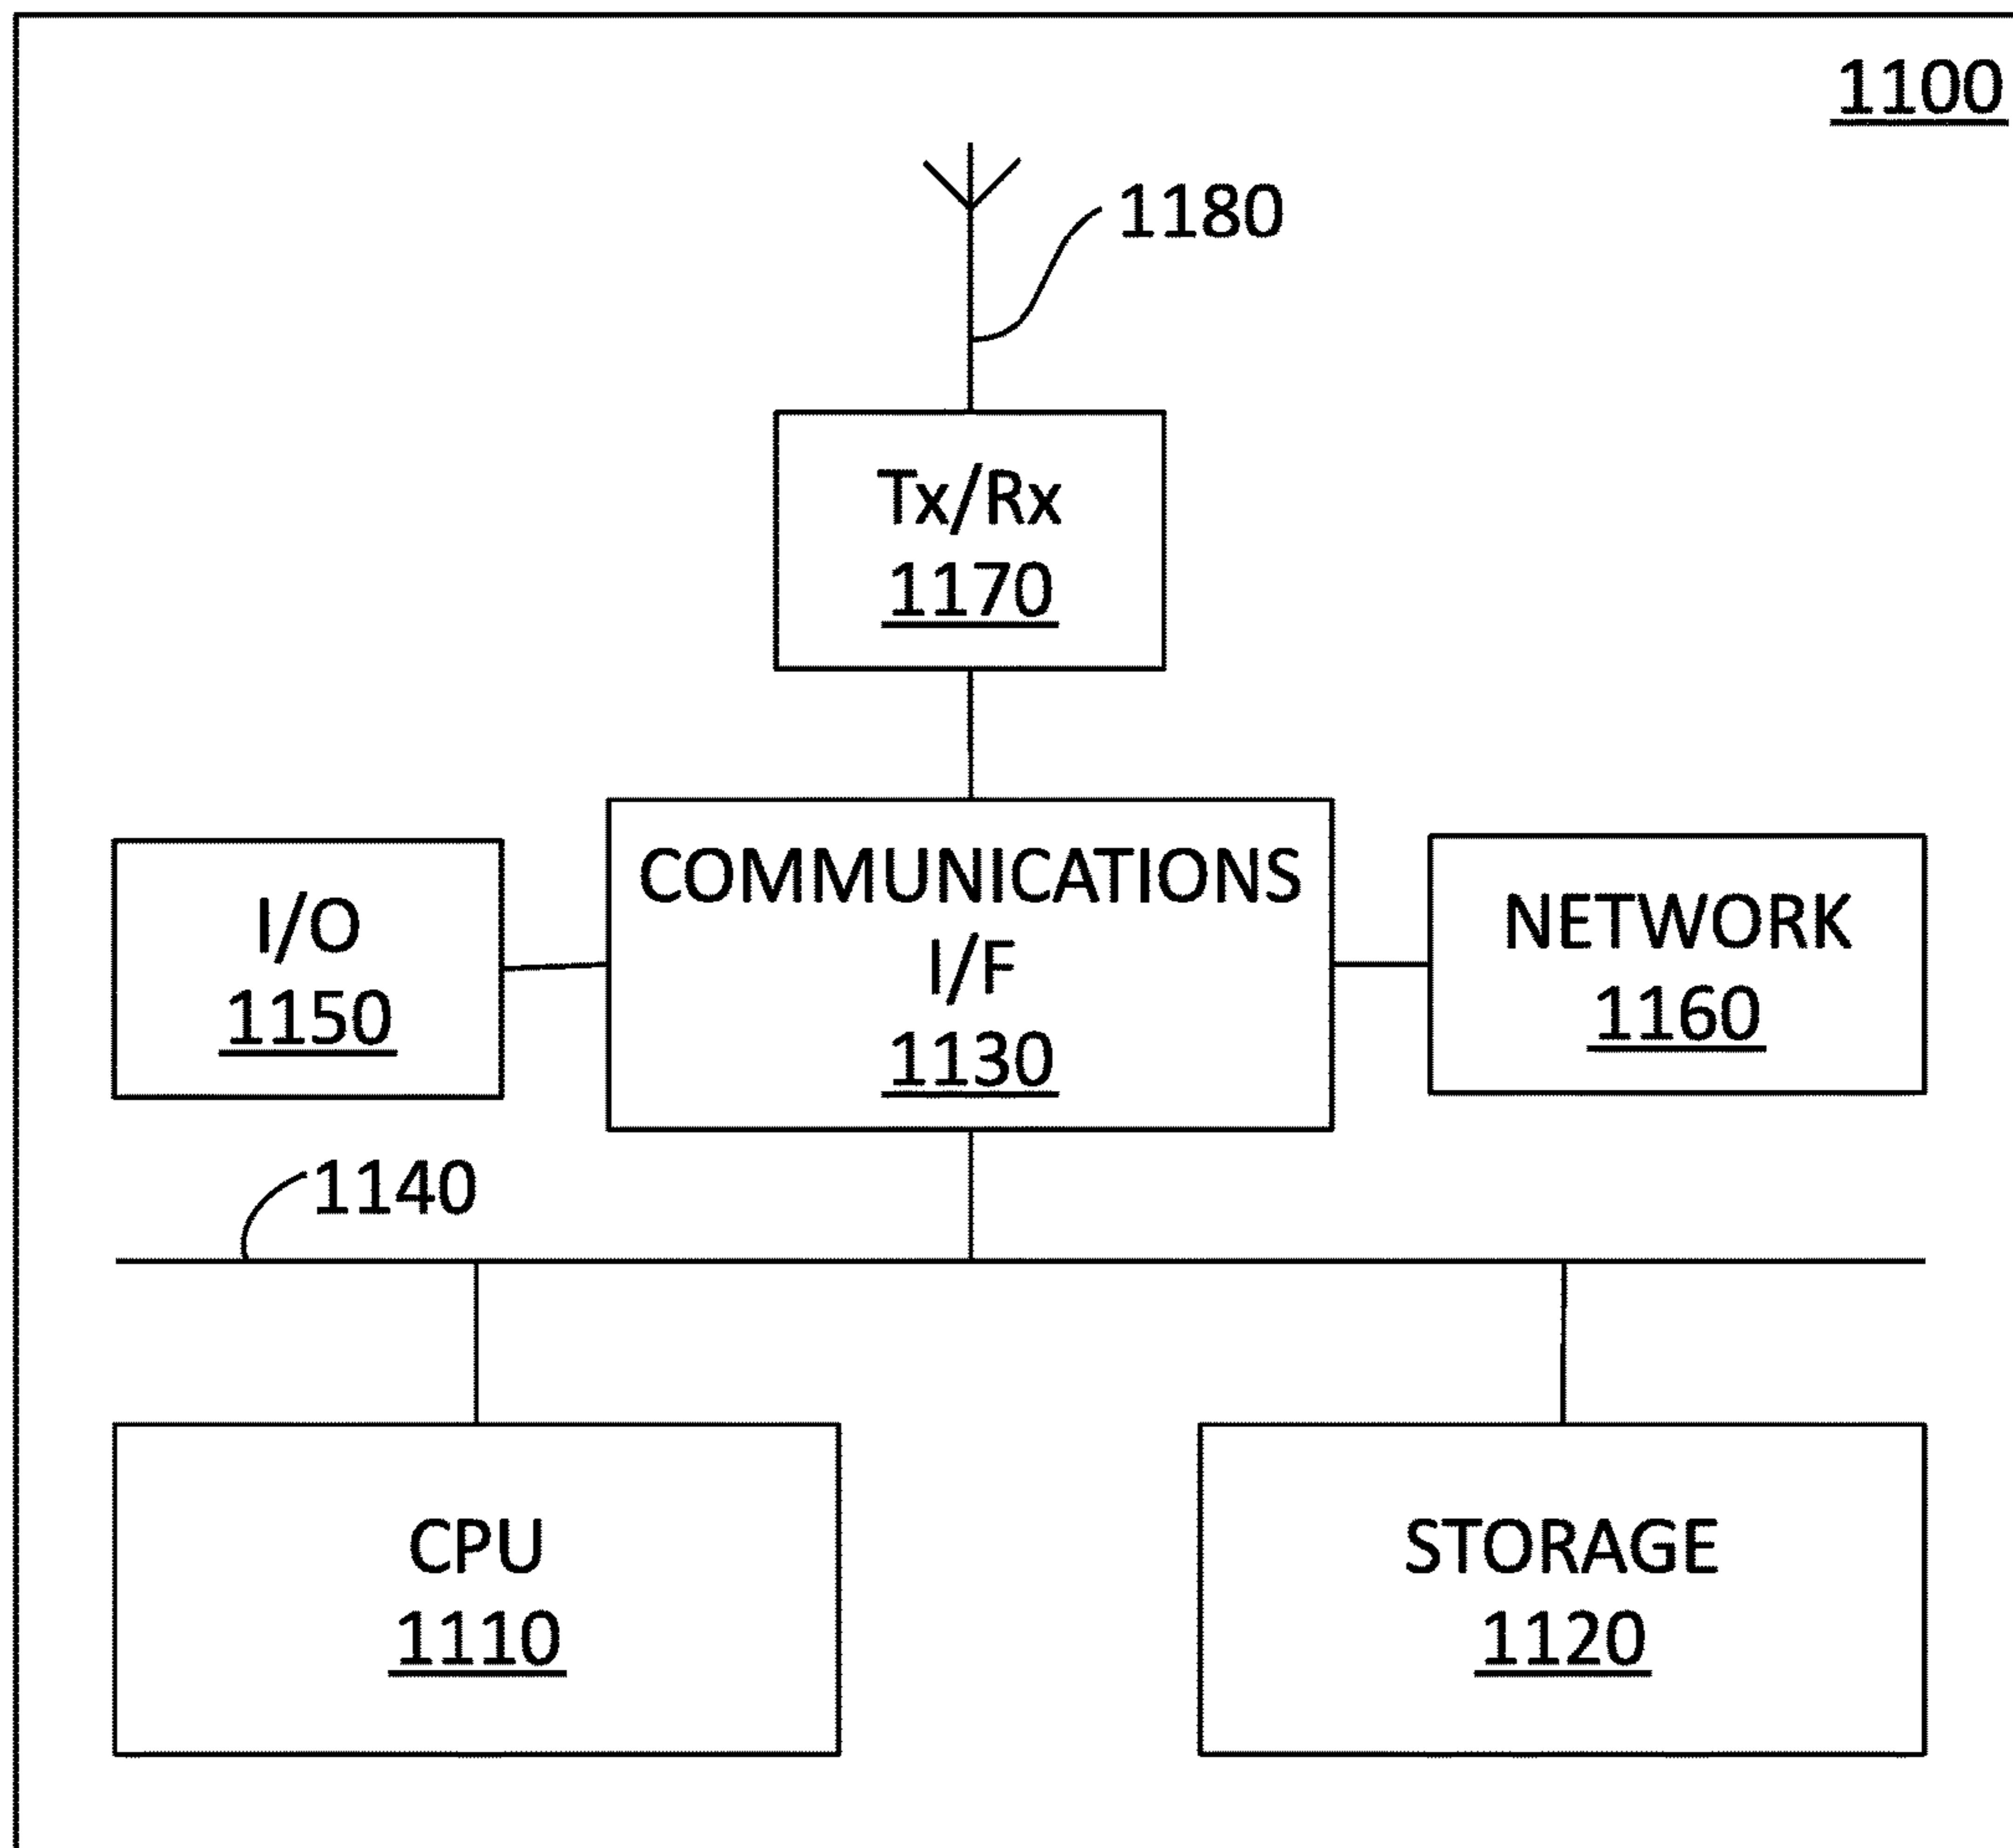 1100
1180
Tx/Rx
1170
COMMUNICATIONS
I/F
1130
I/O
1150
NETWORK
1160
1140
CPU
1110
STORAGE
1120